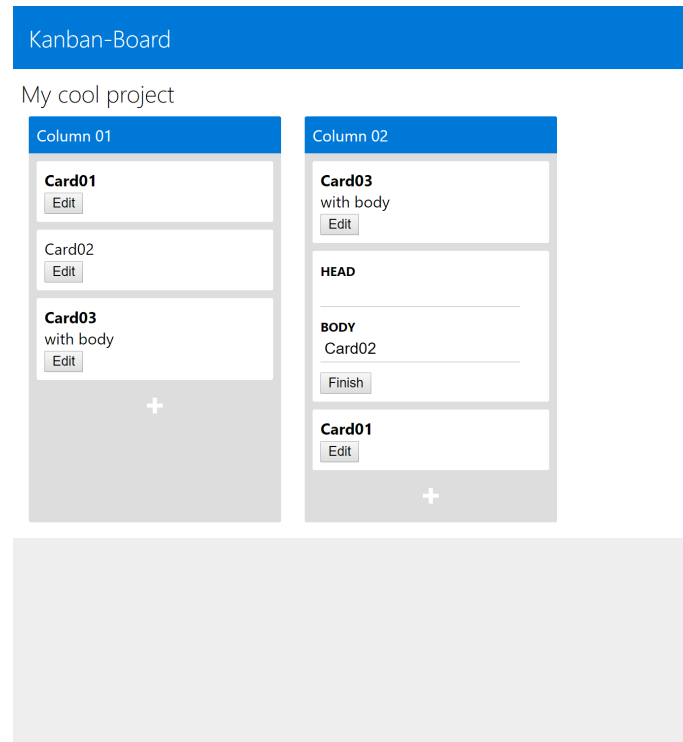 Kanban-Board
My cool project
Column 01
Card01
Edit
Card02
Edit
Card03
with body
Edit
Column 02
Card03
with body
Edit
HEAD
BODY
Card02
Finish
Card01
Edit